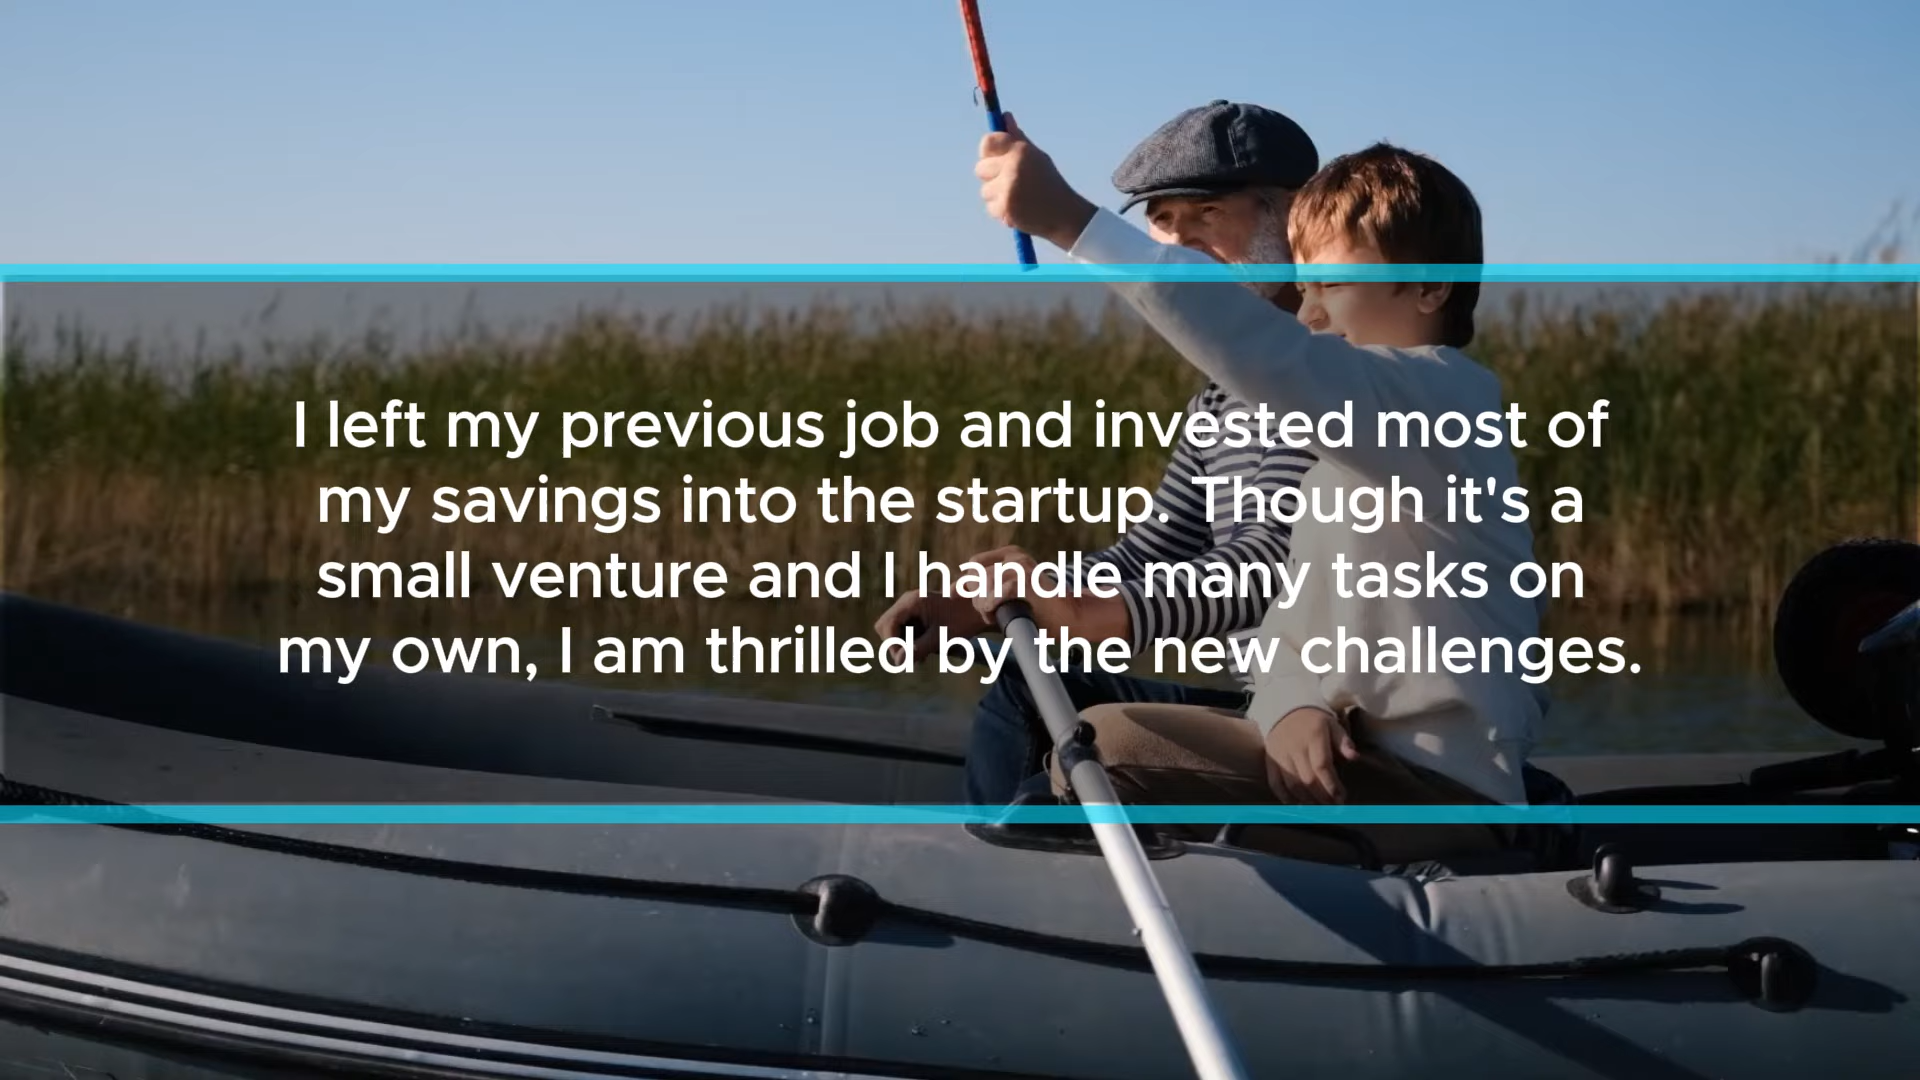 I left my previous job and invested most of
my savings into the startup. Though it's a
small venture and I handle many tasks on
my own, I am thrilled by the new challenges.